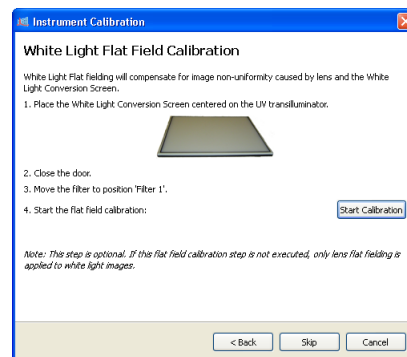 Instrument Calibration
White Light Flat Field Calibration
White Light Flat fielding will compensate for image non-uniformity caused by lens and the White
Light Conversion Screen.
1. Place the White Light Conversion Screen centered on the UV transilluminator.
2. Close the door.
3. Move the filter to position 'Filter 1'.
4. Start the flat field calibration:
Start Calibration
Note: This step is optional. If this flat field calibration step is not executed, only lens flat fielding is
applied to white light images.
< Back Skip Cancel